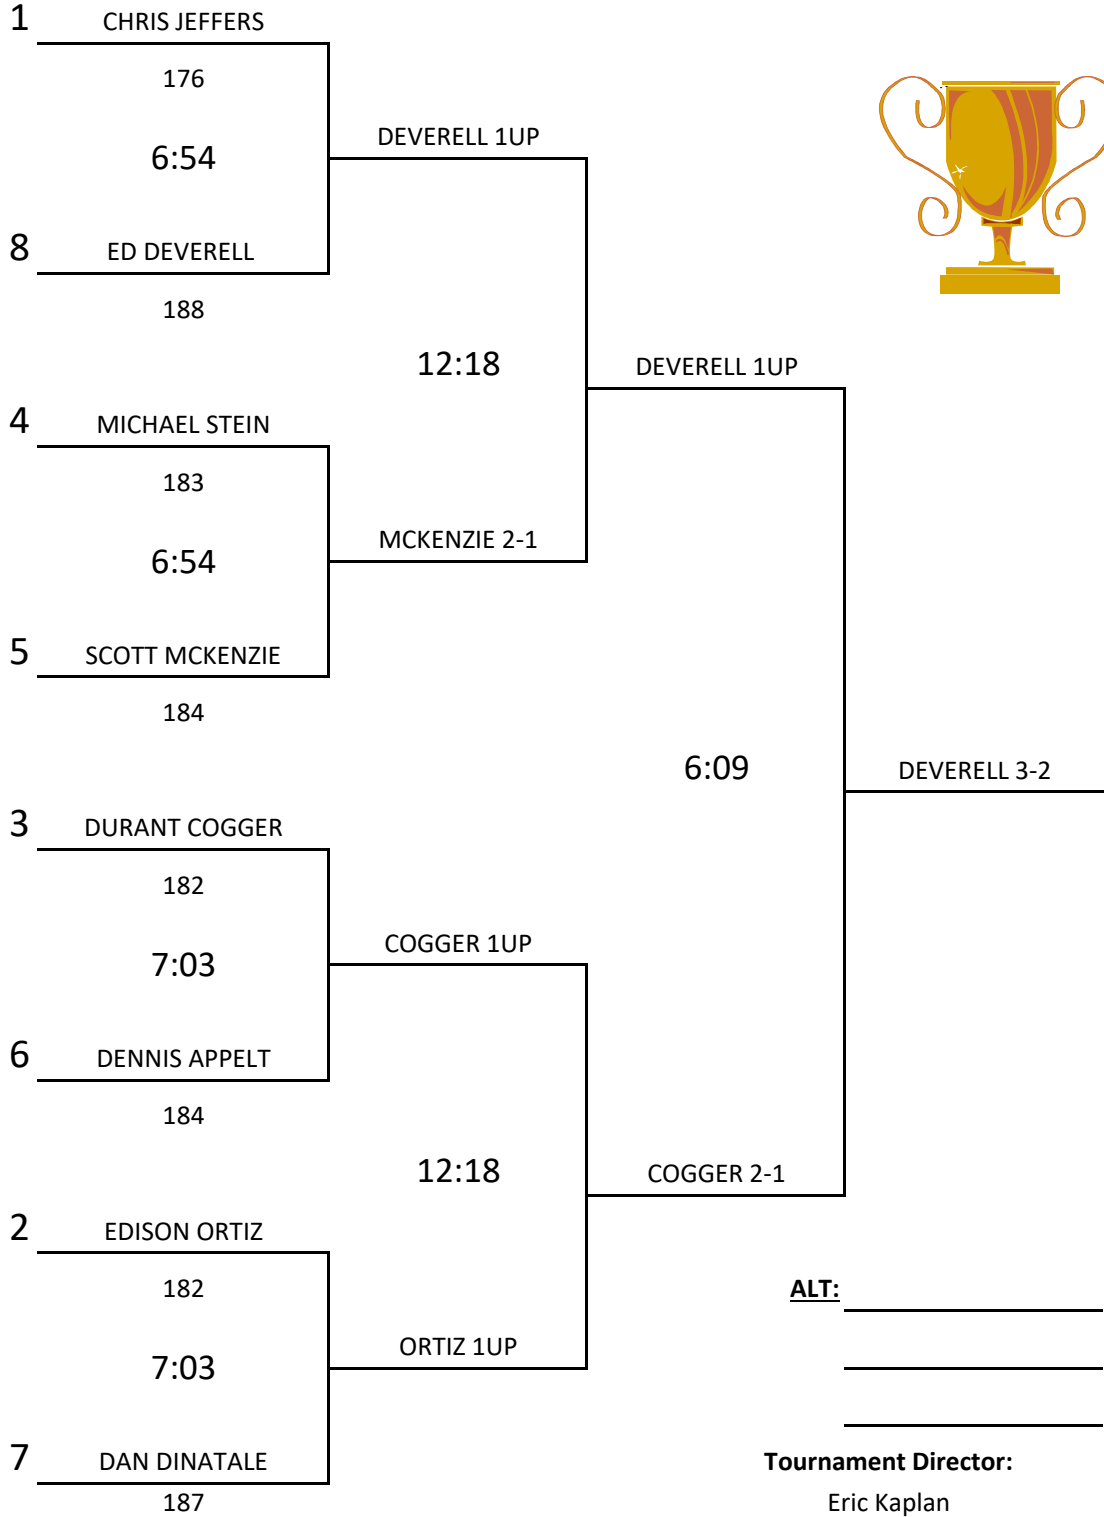 1 CHRIS JEFFERS
176
DEVERELL 1UP
6:54
8 ED DEVERELL
188
12:18
DEVERELL 1UP
4 MICHAEL STEIN
183
MCKENZIE 2-1
6:54
5 SCOTT MCKENZIE
184
6:09
DEVERELL 3-2
3 DURANT COGGER
182
COGGER 1UP
7:03
6 DENNIS APPELT
184
12:18
COGGER 2-1
2 EDISON ORTIZ
182
ALT:
ORTIZ 1UP
7:03
7 DAN DINATALE
187
Tournament Director:
Eric Kaplan